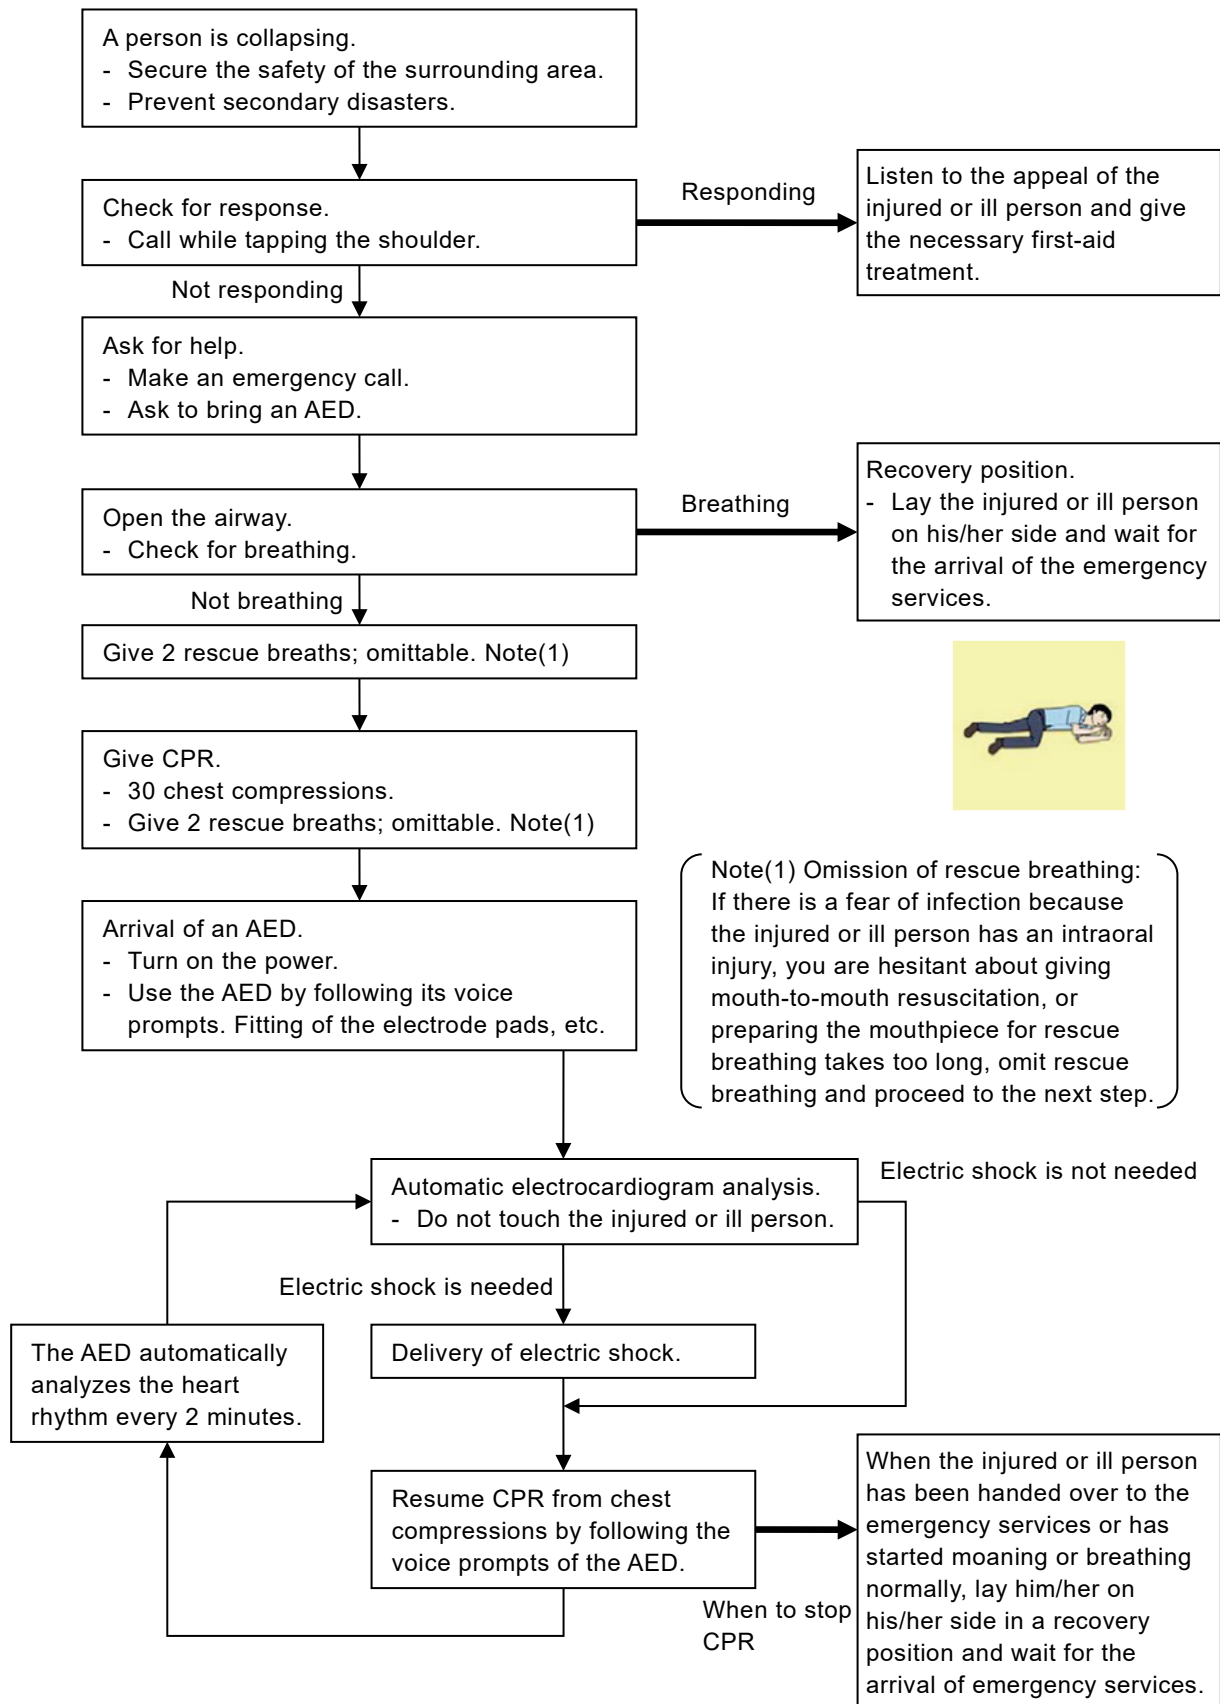 A person is collapsing.
- Secure the safety of the surrounding area.
- Prevent secondary disasters.
Check for response.
- Call while tapping the shoulder.
Responding
Listen to the appeal of the
injured or ill person and give
the necessary first-aid
treatment.
Not responding
Ask for help.
- Make an emergency call.
- Ask to bring an AED.
Open the airway.
- Check for breathing.
Breathing
Recovery position.
- Lay the injured or ill person
on his/her side and wait for
the arrival of the emergency
services.
Not breathing
Give 2 rescue breaths; omittable. Note(1)
Give CPR.
- 30 chest compressions.
- Give 2 rescue breaths; omittable. Note(1)
Note(1) Omission of rescue breathing:
If there is a fear of infection because
the injured or ill person has an intraoral
injury, you are hesitant about giving
mouth-to-mouth resuscitation, or
preparing the mouthpiece for rescue
breathing takes too long, omit rescue
breathing and proceed to the next step.
Arrival of an AED.
- Turn on the power.
- Use the AED by following its voice
prompts. Fitting of the electrode pads, etc.
Automatic electrocardiogram analysis.
- Do not touch the injured or ill person.
Electric shock is not needed
Electric shock is needed
Delivery of electric shock.
The AED automatically
analyzes the heart
rhythm every 2 minutes.
Resume CPR from chest
compressions by following the
voice prompts of the AED.
When to stop
CPR
When the injured or ill person
has been handed over to the
emergency services or has
started moaning or breathing
normally, lay him/her on
his/her side in a recovery
position and wait for the
arrival of emergency services.